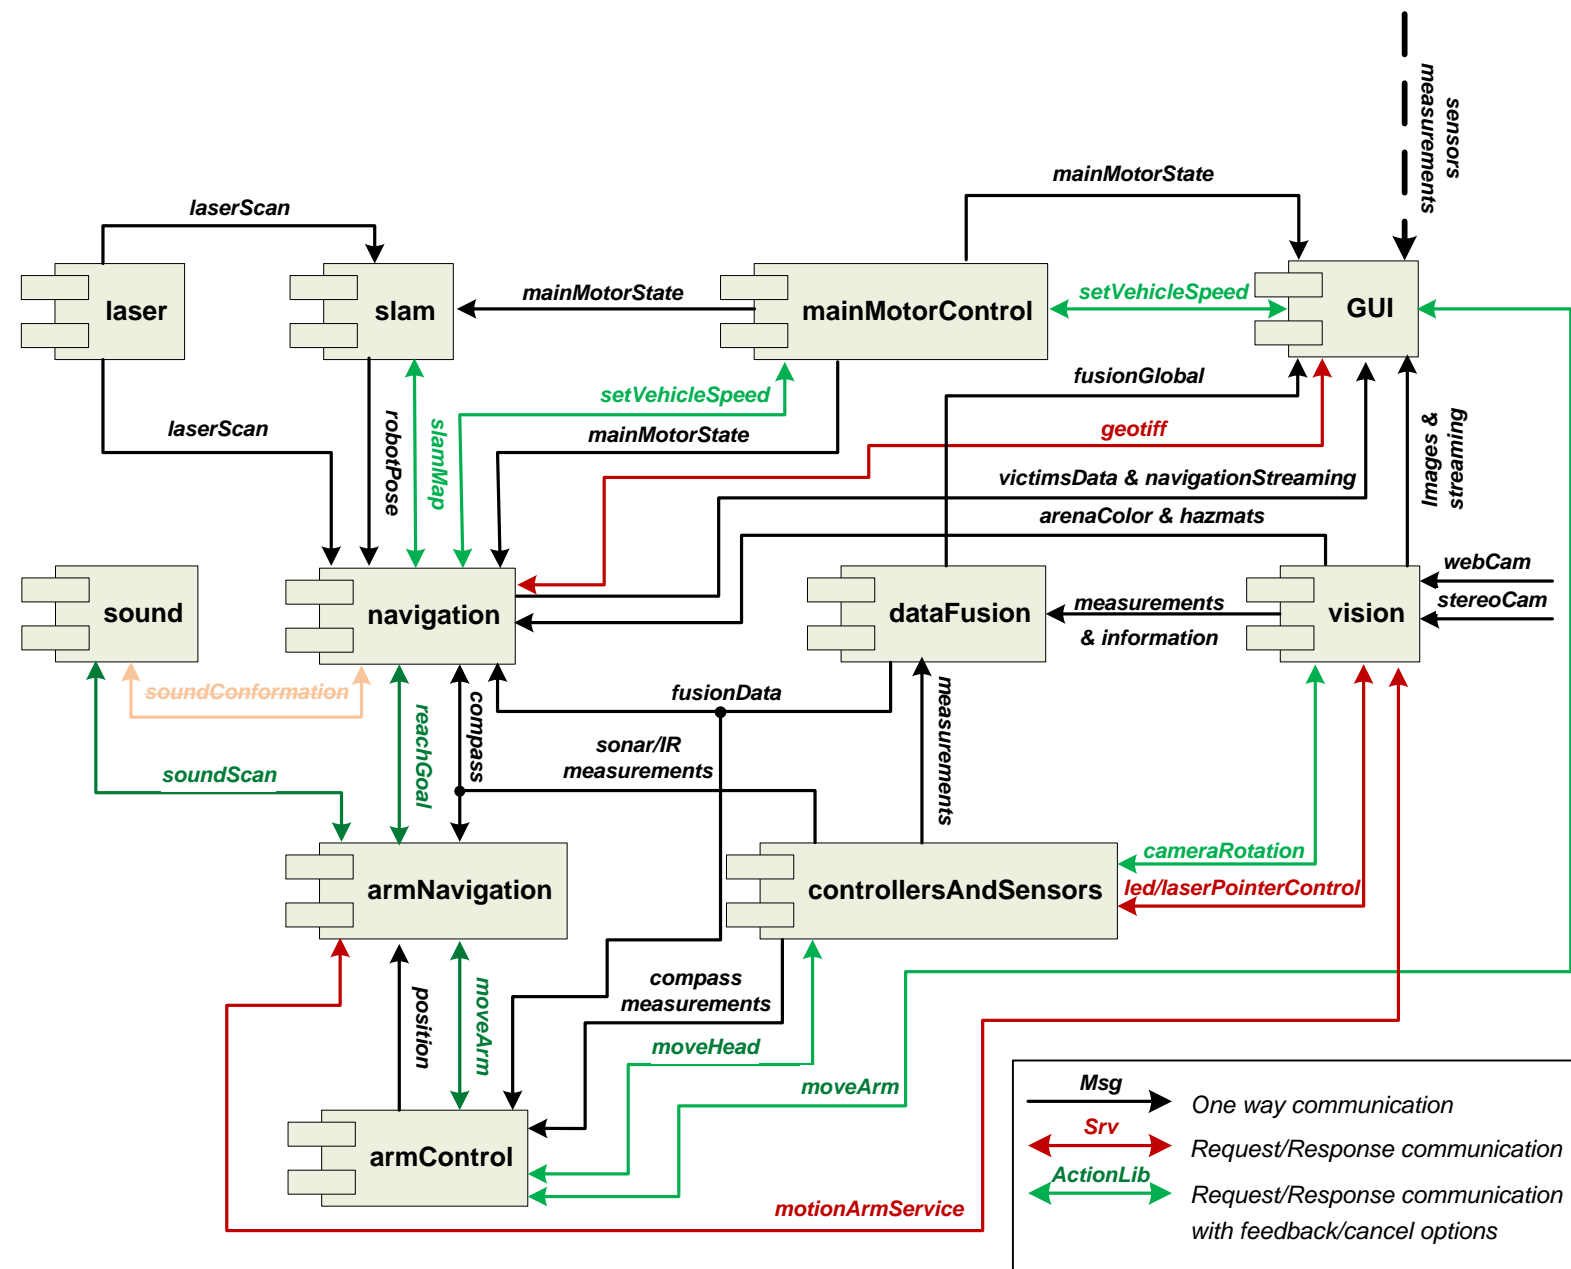 sensors
measurements
mainMotorState
laserScan
laser
slam
mainMotorState
mainMotorControl
setVehicleSpeed
GUI
fusionGlobal
setVehicleSpeed
laserScan
robotPose
slamMap
mainMotorState
geotiff
Images &
streaming
victimsData & navigationStreaming
arenaColor & hazmats
webCam
stereoCam
sound
navigation
dataFusion
measurements
& information
vision
soundConformation
reachGoal
compass
fusionData
measurements
sonar/IR
measurements
soundScan
cameraRotation
led/laserPointerControl
armNavigation
controllersAndSensors
position
moveArm
compass
measurements
moveHead
moveArm
armControl
motionArmService
Msg
One way communication
Srv
Request/Response communication
ActionLib
Request/Response communication
with feedback/cancel options